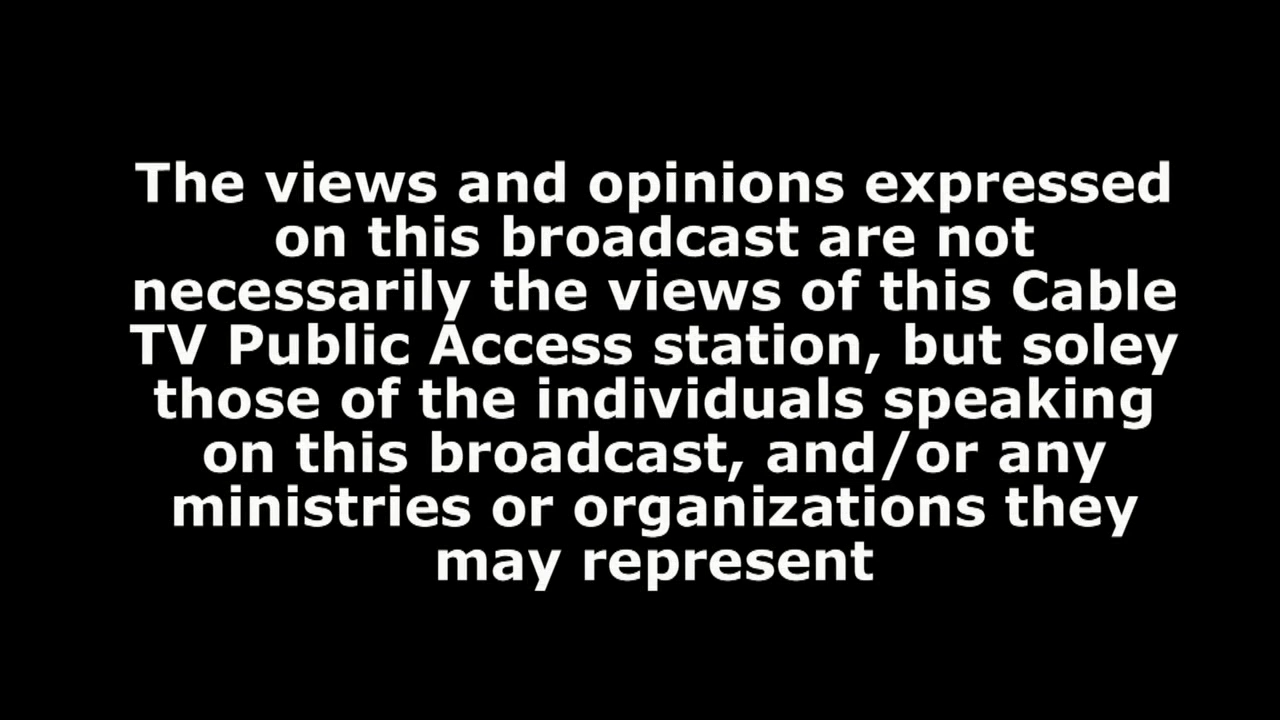 The views and opinions expressed
on this broadcast are not
necessarily the views of this Cable
TV Public Access station, but soley
those of the individuals speaking
on this broadcast, and/or any
ministries or organizations they
may represent